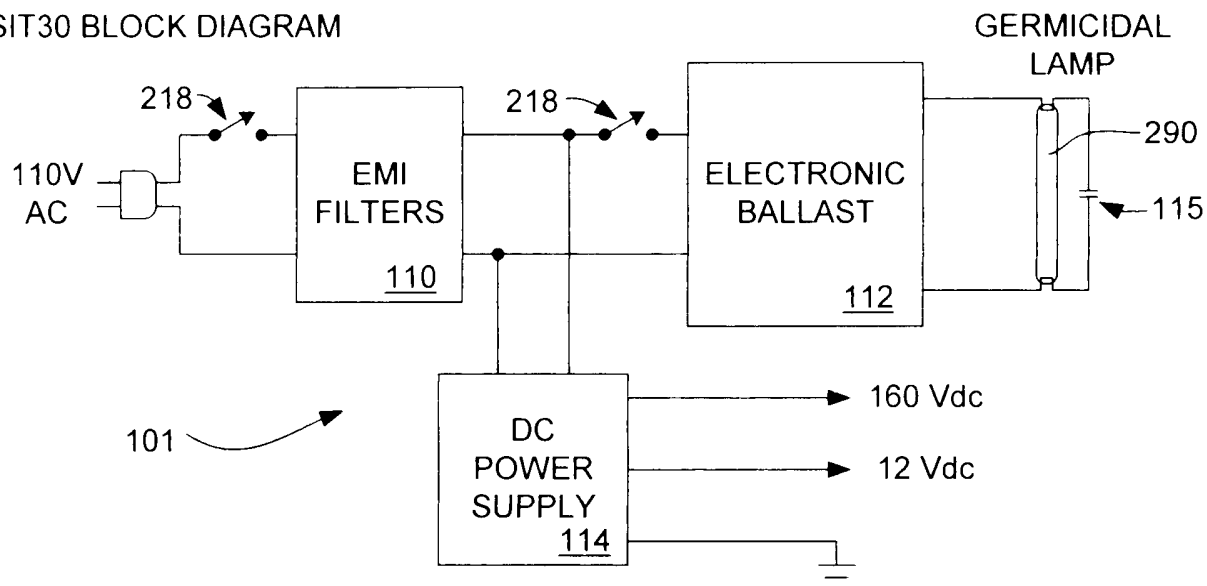 SIT30 BLOCK DIAGRAM
GERMICIDAL
LAMP
218
218
110V
AC
EMI
FILTERS
110
ELECTRONIC
BALLAST
112
290
115
101
DC
POWER
SUPPLY
114
160 Vdc
12 Vdc